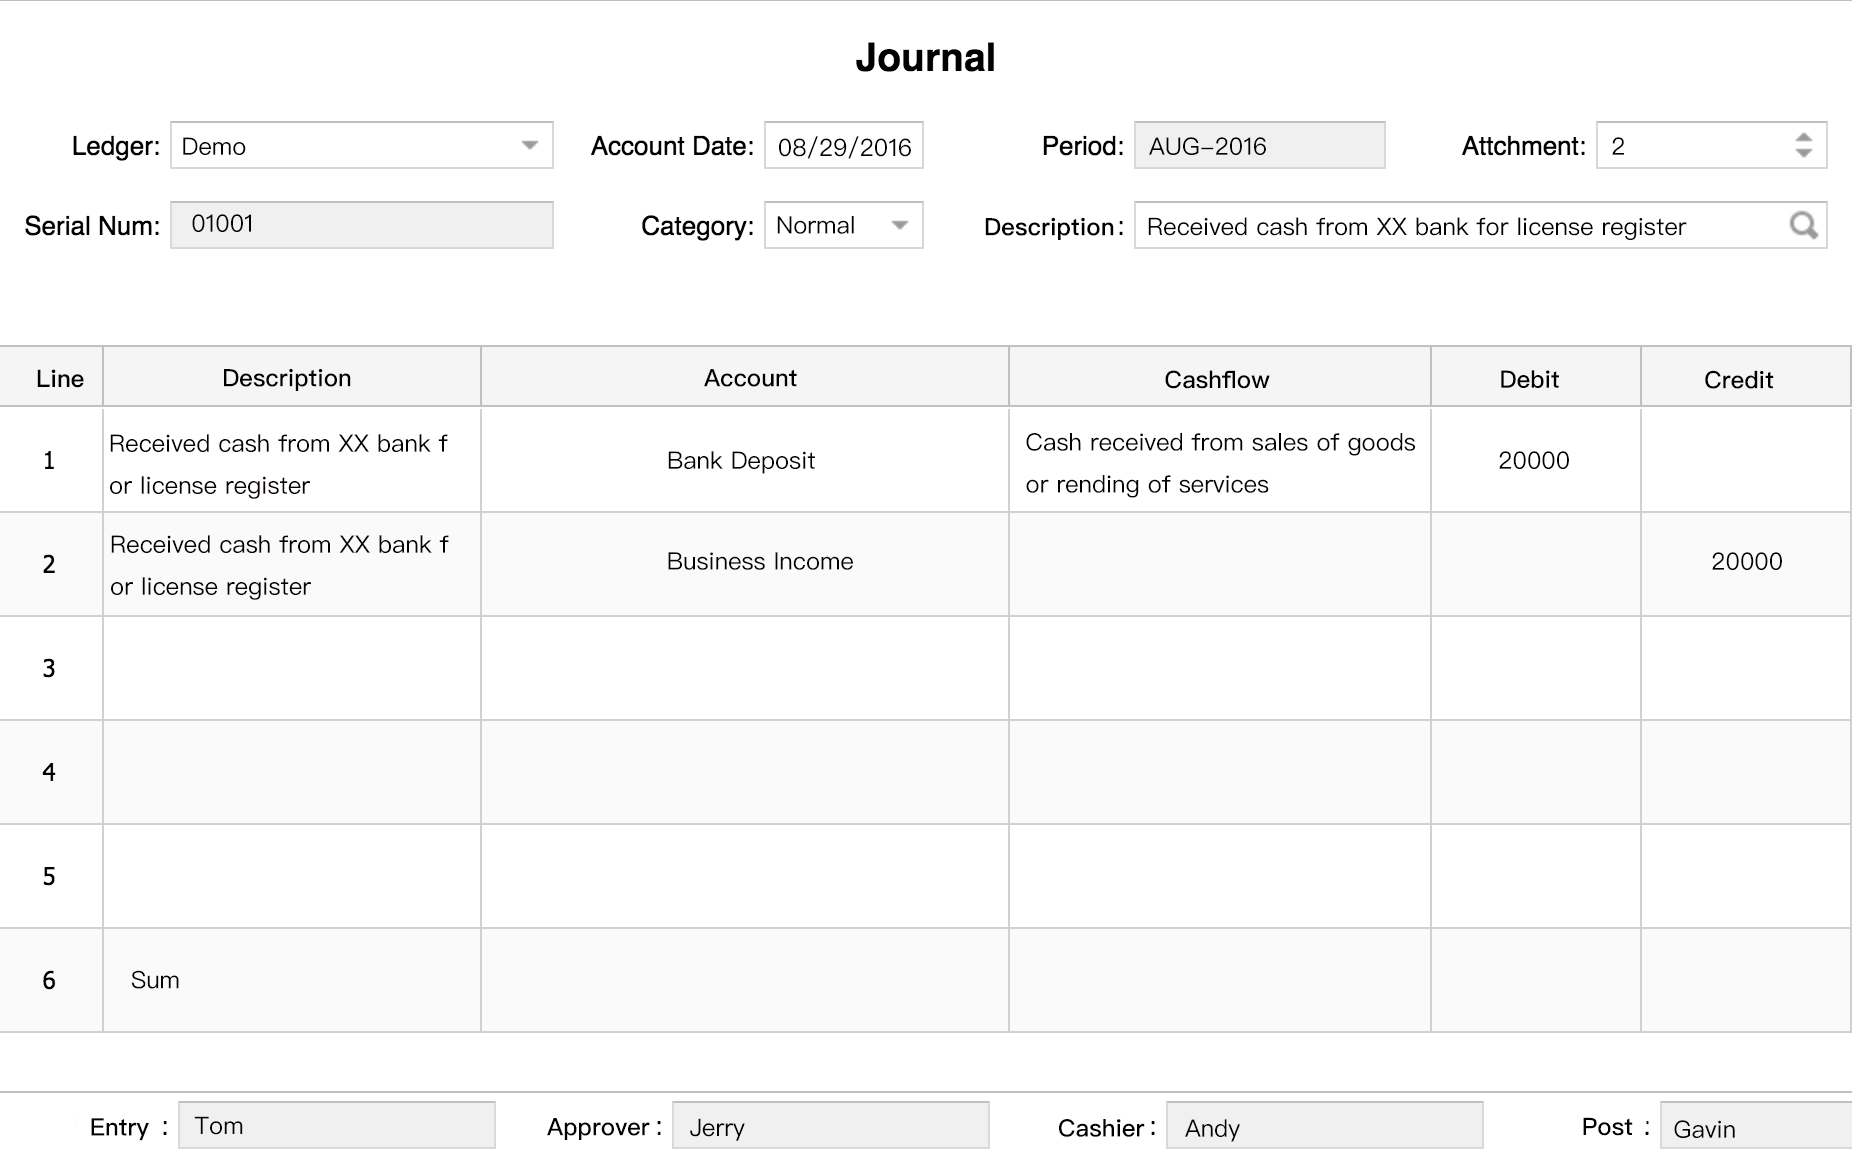 Journal
Ledger: Demo Account Date: 08/29/2016 Period: AUG-2016 Attchment: 2
Serial Num: 01001 Category: Normal Description: Received cash from XX bank for license register
Line Description Account Cashflow Debit Credit
1 Received cash from XX bank f Bank Deposit Cash received from sales of goods 20000
or license register or rending of services
2 Received cash from XX bank f Business Income 20000
or license register
3
4
5
6 Sum
Entry : Tom Approver : Jerry Cashier : Andy Post : Gavin